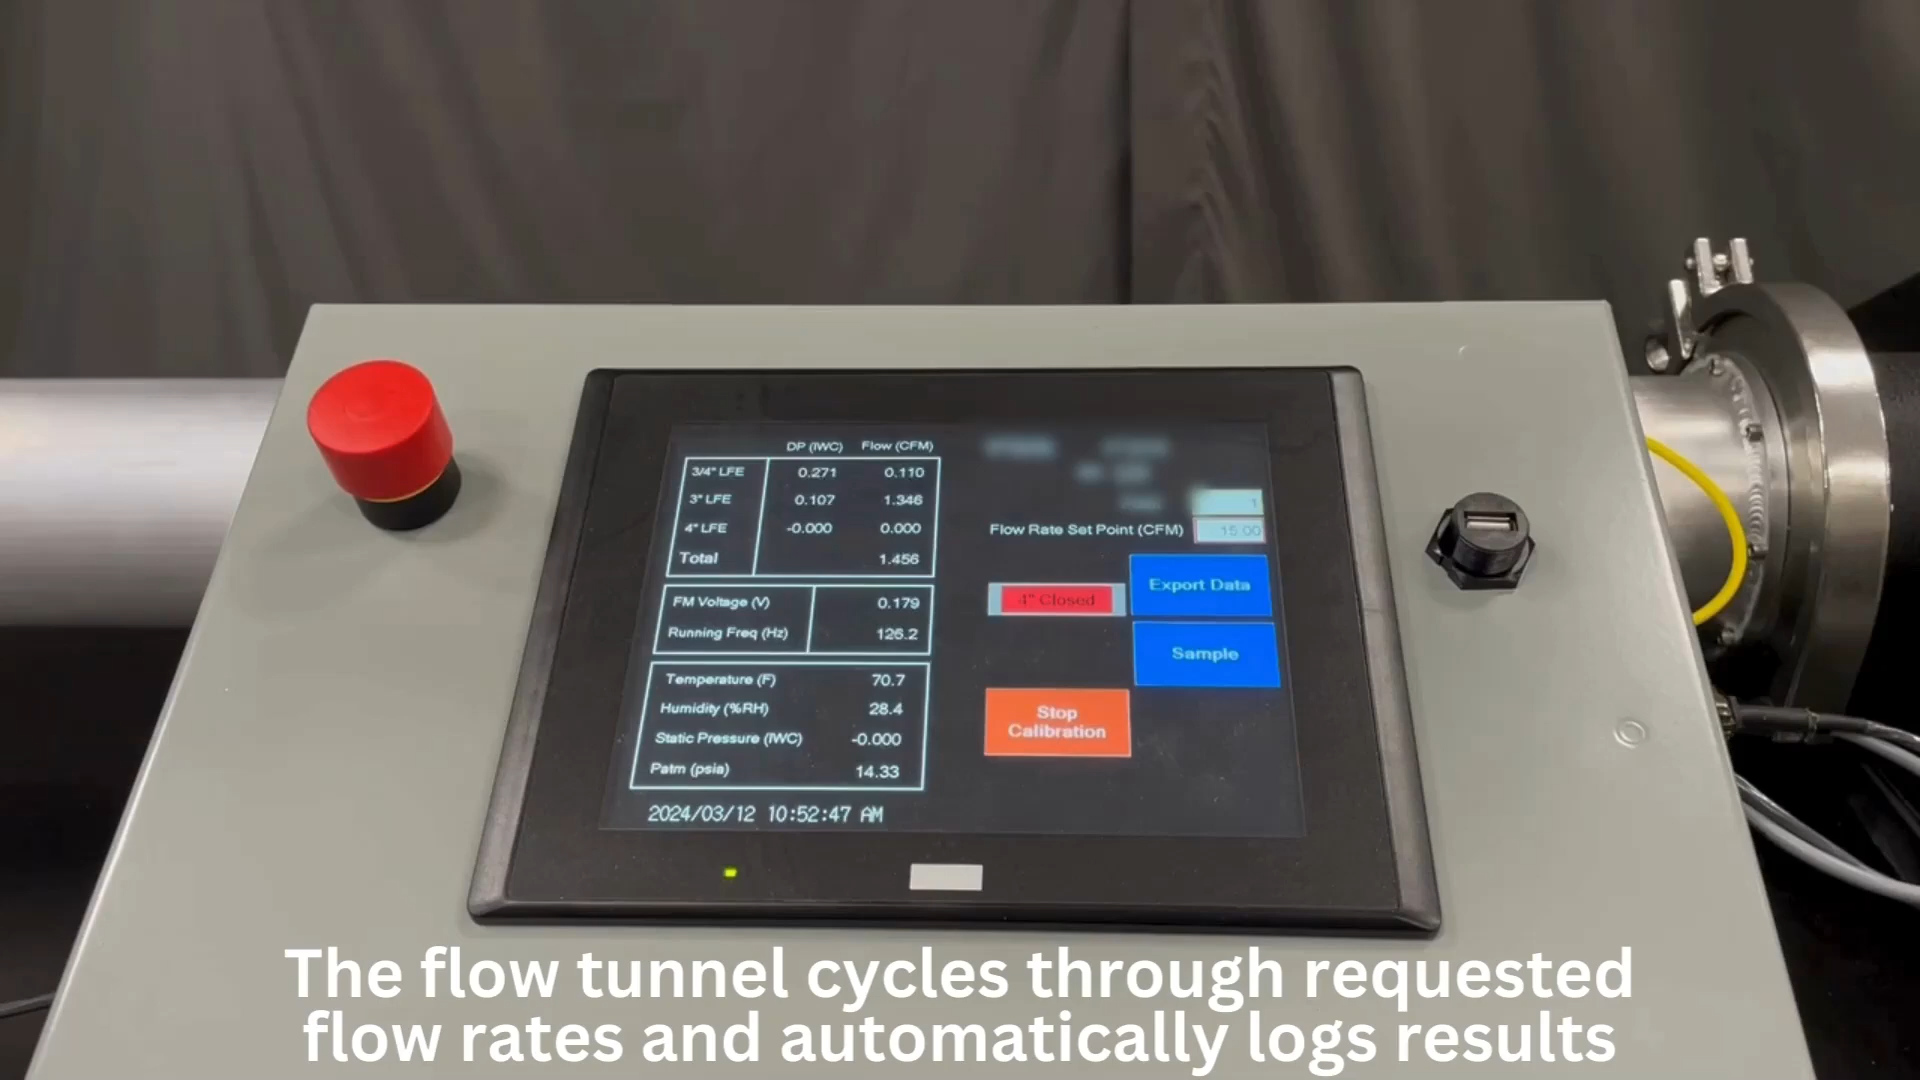 DP (IWC) Flow (CFM)
3/4" LFE 0.271 0.110
3" LFE 0.107 1.346
4" LFE -0.000 0.000
Total 1.456
FM Voltage (V) 0.179
Running Freq (Hz) 126.2
Temperature (F) 70.7
Humidity (%RH) 28.4
Static Pressure (IWC) -0.000
Patm (psia) 14.33
2024/03/12 10:52:47 AM
1
Flow Rate Set Point (CFM) 15.00
4" Closed
Export Data
Sample
Stop
Calibration
The flow tunnel cycles through requested
flow rates and automatically logs results